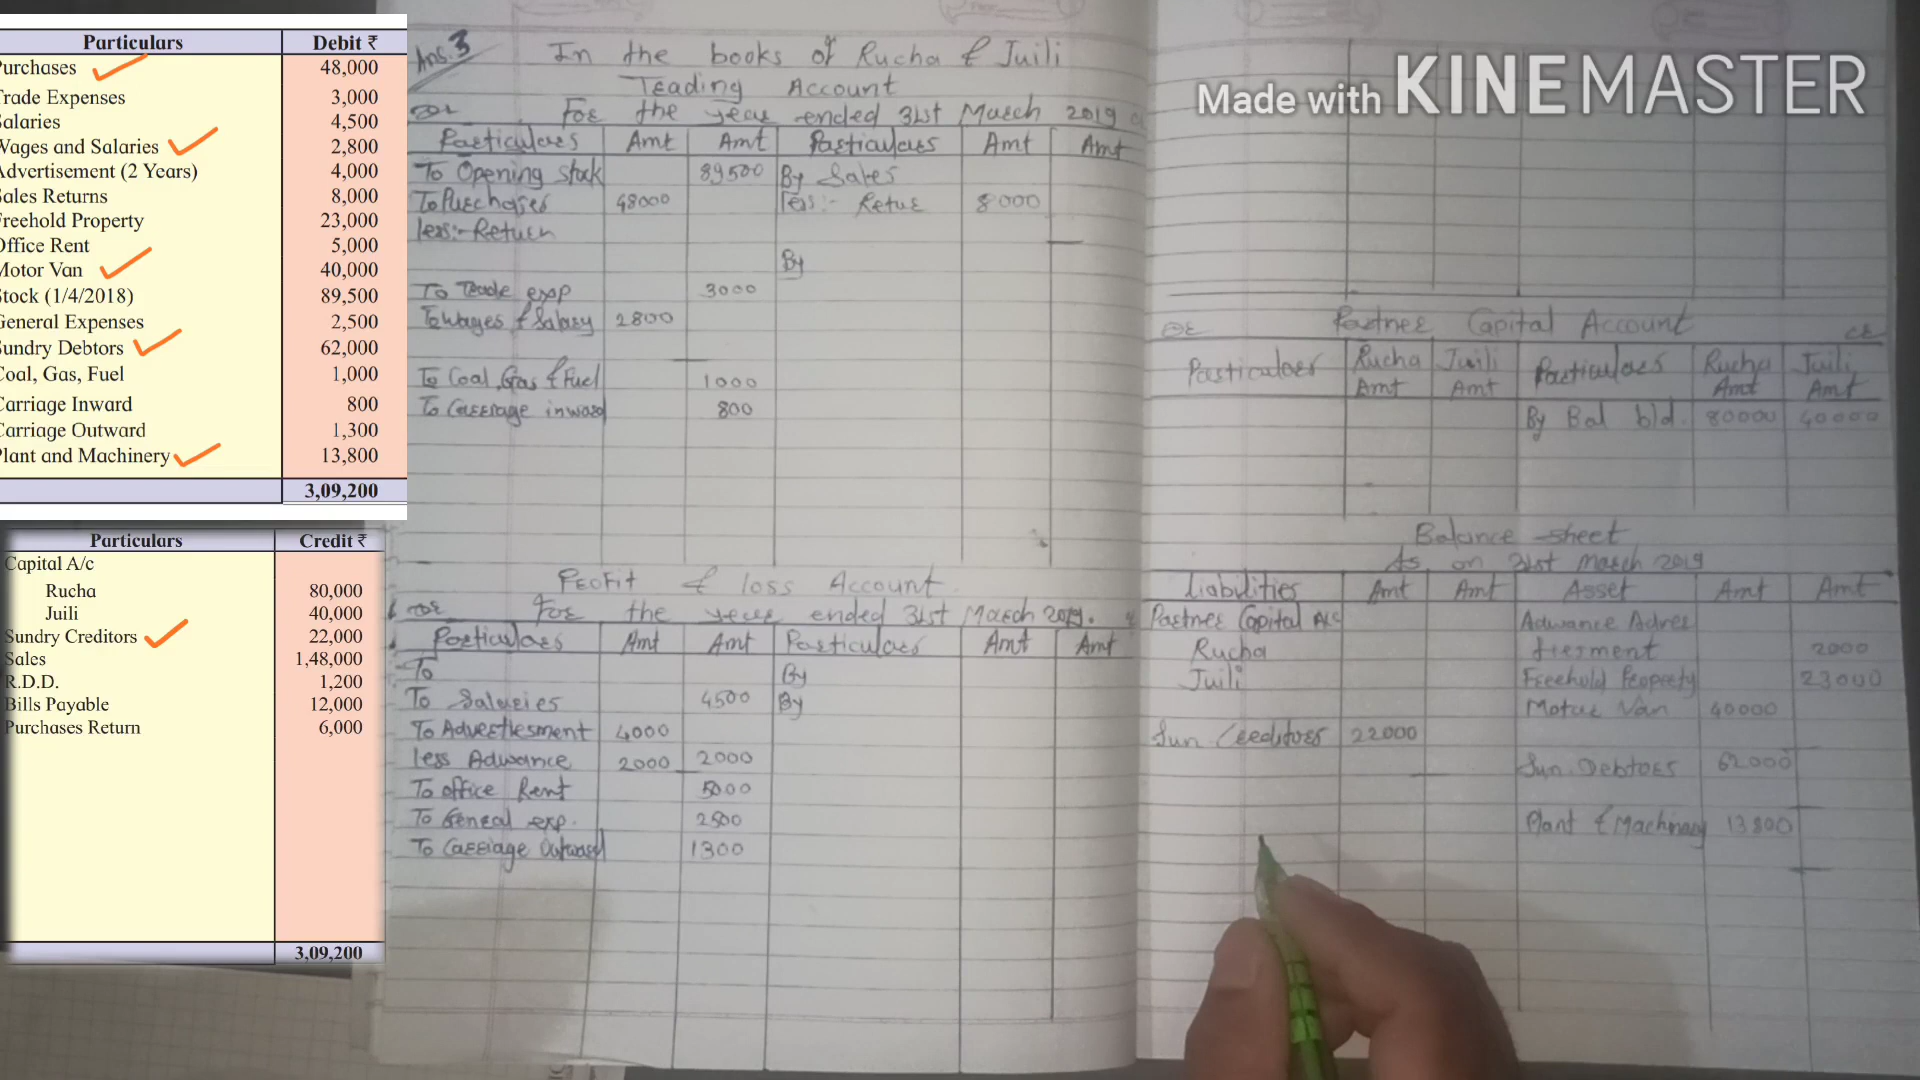 Particulars Debit ₹
Purchases 48,000
Trade Expenses 3,000
Salaries 4,500
Wages and Salaries 2,800
Advertisement (2 Years) 4,000
Sales Returns 8,000
Freehold Property 23,000
Office Rent 5,000
Motor Van 40,000
Stock (1/4/2018) 89,500
General Expenses 2,500
Sundry Debtors 62,000
Coal, Gas, Fuel 1,000
Carriage Inward 800
Carriage Outward 1,300
Plant and Machinery 13,800
3,09,200
Particulars Credit ₹
Capital A/c
Rucha 80,000
Juili 40,000
Sundry Creditors 22,000
Sales 1,48,000
R.D.D. 1,200
Bills Payable 12,000
Purchases Return 6,000
3,09,200
Ans.3 In the books of Rucha & Juili
Trading Account
For the year ended 31st March 2019
Particulars Amt Amt Particulars Amt Amt
To Opening stock 89500 By Sales
To Purchases 48000 less:- Retur 8000
less:- Return
By
To Trade exp 3000
To wages & Salary 2800
To Coal, Gas & Fuel 1000
To Carriage inward 800
Profit & loss Account
For the year ended 31st March 2019.
Particulars Amt Amt Particulars Amt Amt
To By
To Salaries 4500 By
To Advertiesment 4000
less Adwance 2000 2000
To office Rent 5000
To Geneal exp. 2500
To Carriage Outward 1300
Made with KINEMASTER
Partner Capital Account
Particular Rucha Juili Particulars Rucha Juili
Amt Amt Amt Amt
By Bal b/d. 80000 40000
Balance sheet
As on 31st March 2019
Liabilities Amt Amt Asset Amt Amt
Partner Capital A/c Adwance Adver
Rucha tiesment 2000
Juili Freehold Property 23000
Motur Van 40000
Sun. Creditors 22000
Sun. Debtors 62000
Plant & Machinary 13800